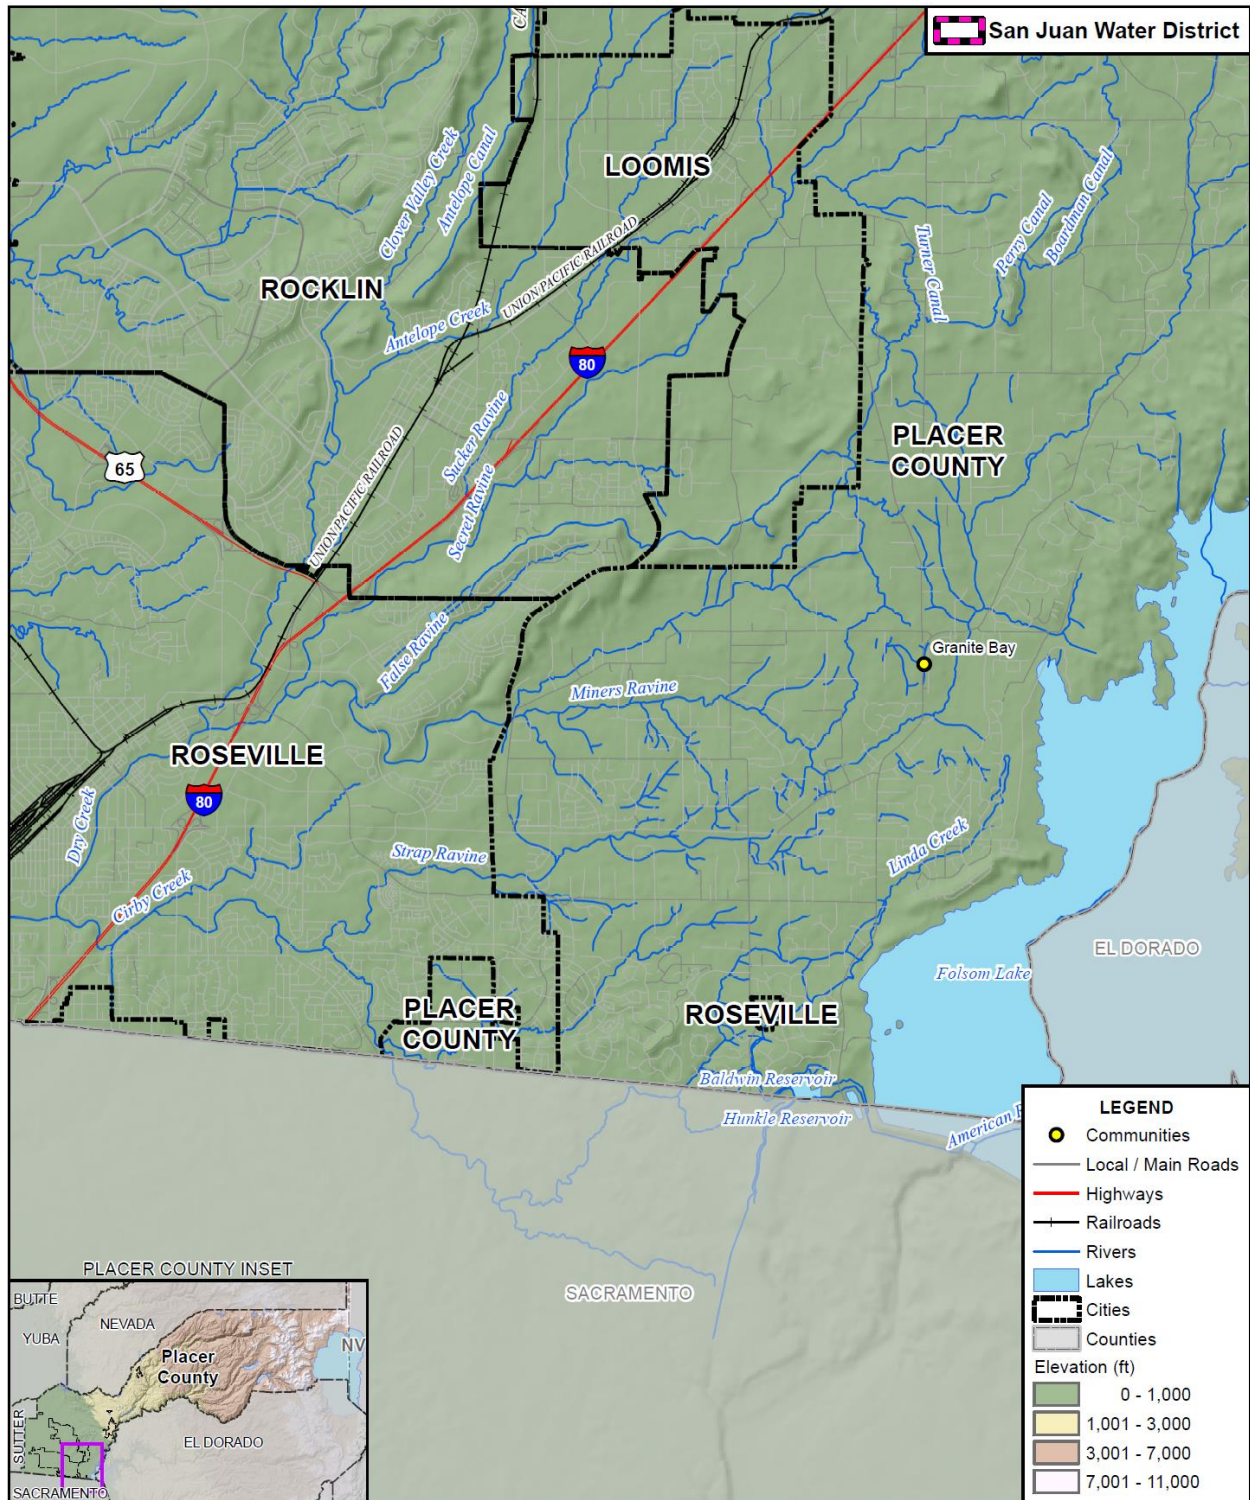 San Juan Water District
CA
Clover Valley Creek
Antelope Canal
LOOMIS
UNION PACIFIC RAILROAD
Turner Canal
Perry Canal
Boardman Canal
ROCKLIN
Antelope Creek
80
65
UNION PACIFIC RAILROAD
Sucker Ravine
Secret Ravine
PLACER
COUNTY
False Ravine
Miners Ravine
Granite Bay
ROSEVILLE
80
Dry Creek
Strap Ravine
Cirby Creek
Linda Creek
EL DORADO
Folsom Lake
PLACER
COUNTY
ROSEVILLE
Baldwin Reservoir
Hunkle Reservoir
American
SACRAMENTO
PLACER COUNTY INSET
BUTTE
YUBA
NEVADA
NV
Placer
County
SUTTER
EL DORADO
SACRAMENTO
LEGEND
Communities
Local / Main Roads
Highways
Railroads
Rivers
Lakes
Cities
Counties
Elevation (ft)
0 - 1,000
1,001 - 3,000
3,001 - 7,000
7,001 - 11,000